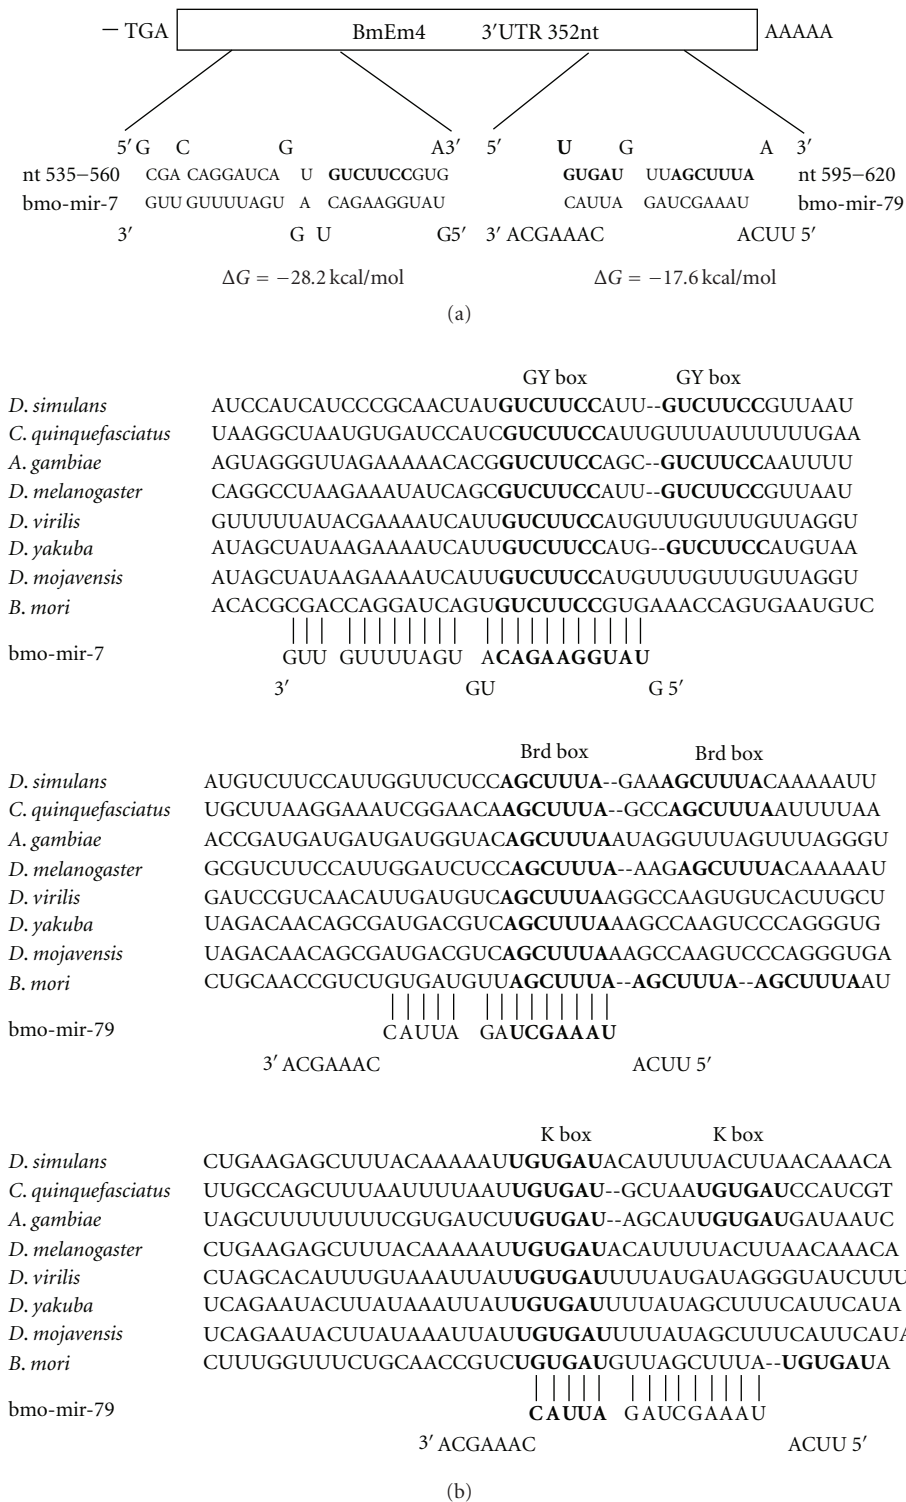 — TGA BmEm4 3′UTR 352nt AAAAA
5′ G C G A3′ 5′ U G A 3′
nt 535−560 CGA CAGGAUCA U GUCUUCCGUG GUGAU UUAGCUUUA nt 595−620
bmo-mir-7 GUU GUUUUAGU A CAGAAGGUAU CAUUA GAUCGAAAU bmo-mir-79
3′ G U G5′ 3′ ACGAAAC ACUU 5′
ΔG = −28.2 kcal/mol ΔG = −17.6 kcal/mol
(a)
GY box GY box
D. simulans AUCCAUCAUCCCGCAACUAUGUCUUCCAUU--GUCUUCCGUUAAU
C. quinquefasciatus UAAGGCUAAUGUGAUCCAUCGUCUUCCAUUGUUUAUUUUUUGAA
A. gambiae AGUAGGGUUAGAAAAACACGGUCUUCCAGC--GUCUUCCAAUUUU
D. melanogaster CAGGCCUAAGAAAUAUCAGCGUCUUCCAUU--GUCUUCCGUUAAU
D. virilis GUUUUUAUACGAAAAUCAUUGUCUUCCAUGUUUGUUUGUUAGGU
D. yakuba AUAGCUAUAAGAAAAUCAUUGUCUUCCAUG--GUCUUCCAUGUAA
D. mojavensis AUAGCUAUAAGAAAAUCAUUGUCUUCCAUGUUUGUUUGUUAGGU
B. mori ACACGCGACCAGGAUCAGUGUCUUCCGUGAAACCAGUGAAUGUC
bmo-mir-7 GUU GUUUUAGU ACAGAAGGUAU
3′ GU G 5′
Brd box Brd box
D. simulans AUGUCUUCCAUUGGUUCUCCAGCUUUA--GAAAGCUUUACAAAAAUU
C. quinquefasciatus UGCUUAAGGAAAUCGGAACAAGCUUUA--GCCAGCUUUAAUUUUAA
A. gambiae ACCGAUGAUGAUGAUGGUACAGCUUUAAUAGGUUUAGUUUAGGGU
D. melanogaster GCGUCUUCCAUUGGAUCUCCAGCUUUA--AAGAGCUUUACAAAAAU
D. virilis GAUCCGUCAACAUUGAUGUCAGCUUUAAGGCCAAGUGUCACUUGCU
D. yakuba UAGACAACAGCGAUGACGUCAGCUUUAAAGCCAAGUCCCAGGGUG
D. mojavensis UAGACAACAGCGAUGACGUCAGCUUUAAAGCCAAGUCCCAGGGUGA
B. mori CUGCAACCGUCUGUGAUGUUAGCUUUA--AGCUUUA--AGCUUUAAU
bmo-mir-79 CAUUA GAUCGAAAU
3′ ACGAAAC ACUU 5′
K box K box
D. simulans CUGAAGAGCUUUACAAAAAUUGUGAUACAUUUUACUUAACAAACA
C. quinquefasciatus UUGCCAGCUUUAAUUUUAAUUGUGAU--GCUAAUGUGAUCCAUCGT
A. gambiae UAGCUUUUUUUUCGUGAUCUUGUGAU--AGCAUUGUGAUGAUAAUC
D. melanogaster CUGAAGAGCUUUACAAAAAUUGUGAUACAUUUUACUUAACAAACA
D. virilis CUAGCACAUUUGUAAAUUAUUGUGAUUUUAUGAUAGGGUAUCUUU
D. yakuba UCAGAAUACUUAUAAAUUAUUGUGAUUUUAUAGCUUUCAUUCAUA
D. mojavensis UCAGAAUACUUAUAAAUUAUUGUGAUUUUAUAGCUUUCAUUCAUA
B. mori CUUUGGUUUCUGCAACCGUCUGUGAUGUUAGCUUUA--UGUGAUA
bmo-mir-79 CAUUA GAUCGAAAU
3′ ACGAAAC ACUU 5′
(b)